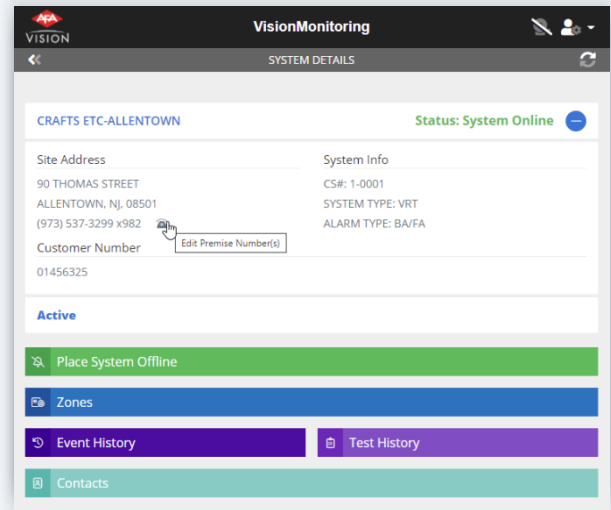 AFA
VISION
VisionMonitoring
SYSTEM DETAILS
CRAFTS ETC-ALLENTOWN
Status: System Online
Site Address
System Info
90 THOMAS STREET
CS#: 1-0001
ALLENTOWN, NJ, 08501
SYSTEM TYPE: VRT
(973) 537-3299 x982
ALARM TYPE: BA/FA
Edit Premise Number(s)
Customer Number
01456325
Active
Place System Offline
Zones
Event History
Test History
Contacts